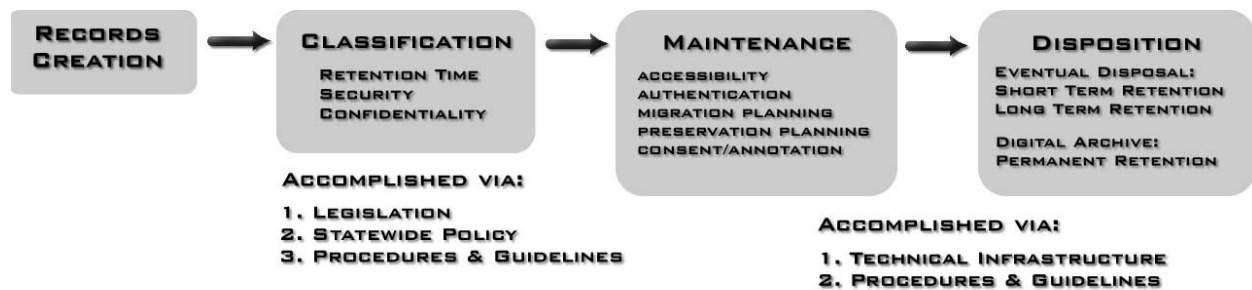 Records
Creation
Classification
Retention Time
Security
Confidentiality
Accomplished via:
1. Legislation
2. Statewide Policy
3. Procedures & Guidelines
Maintenance
accessibility
authentication
migration planning
preservation planning
consent/annotation
Disposition
Eventual Disposal:
Short Term Retention
Long Term Retention
Digital Archive:
Permanent Retention
Accomplished via:
1. Technical Infrastructure
2. Procedures & Guidelines